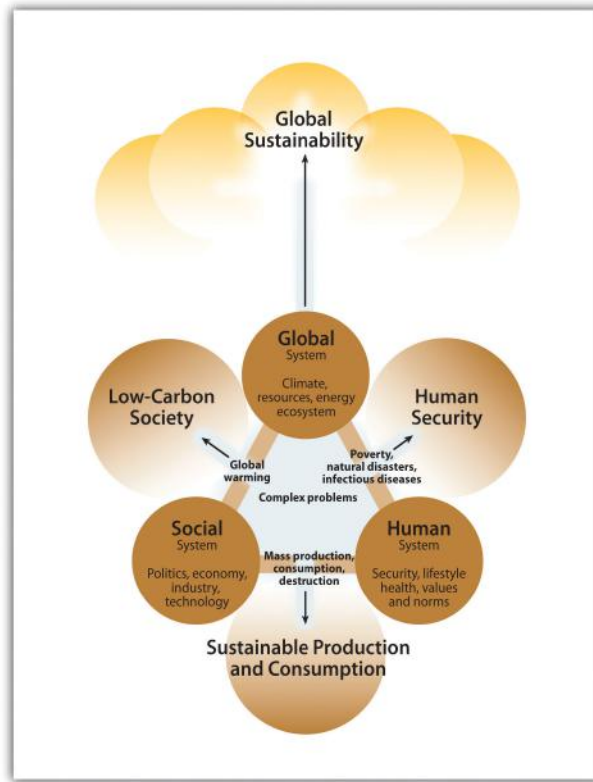 Global
Sustainability
Global
System
Climate,
resources, energy
ecosystem
Low-Carbon
Society
Human
Security
Global
warming
Poverty,
natural disasters,
infectious diseases
Complex problems
Social
System
Politics, economy,
industry,
technology
Mass production,
consumption,
destruction
Human
System
Security, lifestyle
health, values
and norms
Sustainable Production
and Consumption